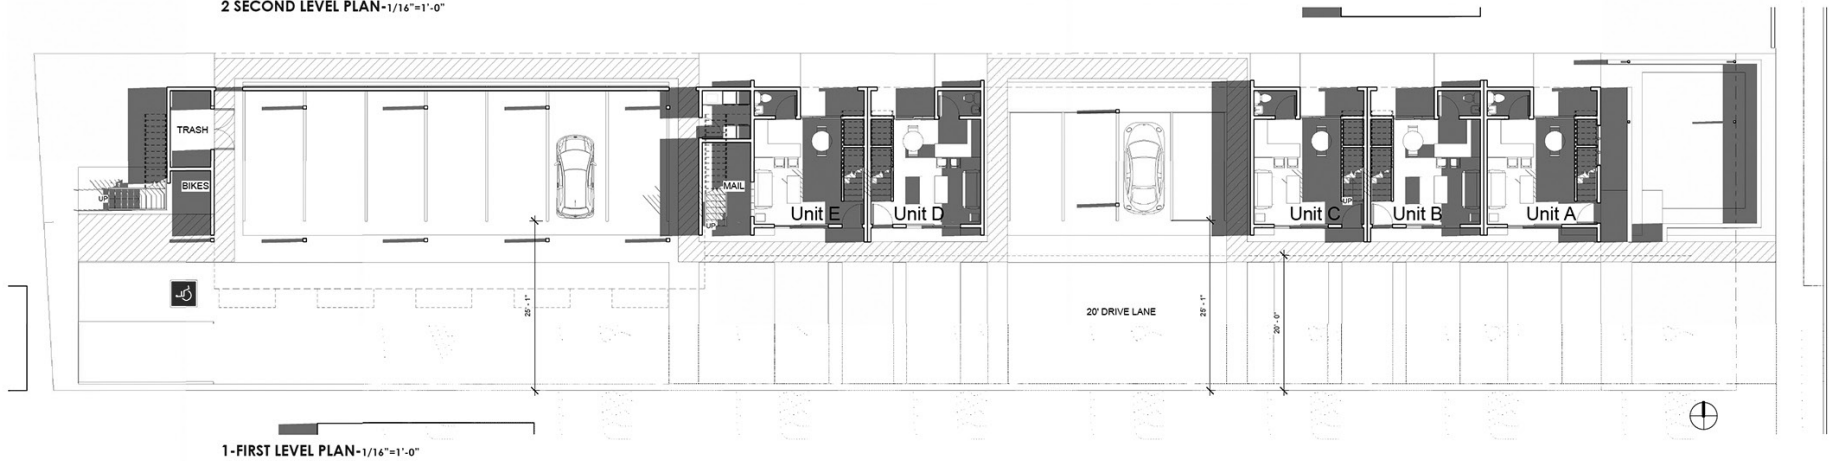 2 SECOND LEVEL PLAN-1/16"=1'-0"
TRASH
BIKES
UP
MAIL
UP
Unit E
Unit D
Unit C
UP
Unit B
Unit A
25' - 1"
20' DRIVE LANE
25' - 1"
20' - 0"
1-FIRST LEVEL PLAN-1/16"=1'-0"